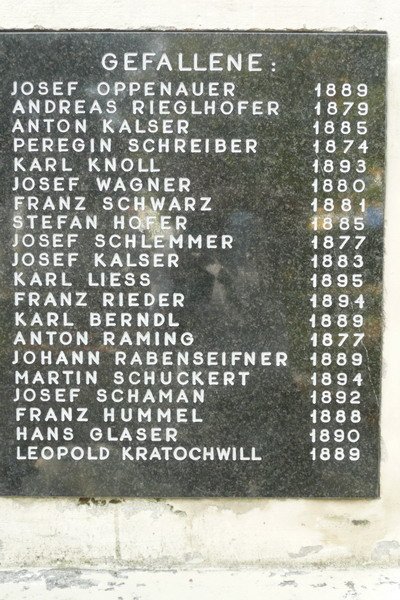 GEFALLENE:
JOSEF OPPENAUER 1889
ANDREAS RIEGLHOFER 1879
ANTON KALSER 1885
PEREGIN SCHREIBER 1874
KARL KNOLL 1893
JOSEF WAGNER 1880
FRANZ SCHWARZ 1881
STEFAN HOFER 1885
JOSEF SCHLEMMER 1877
JOSEF KALSER 1883
KARL LIESS 1895
FRANZ RIEDER 1894
KARL BERNDL 1889
ANTON RAMING 1877
JOHANN RABENSEIFNER 1889
MARTIN SCHUCKERT 1894
JOSEF SCHAMAN 1892
FRANZ HUMMEL 1888
HANS GLASER 1890
LEOPOLD KRATOCHWILL 1889